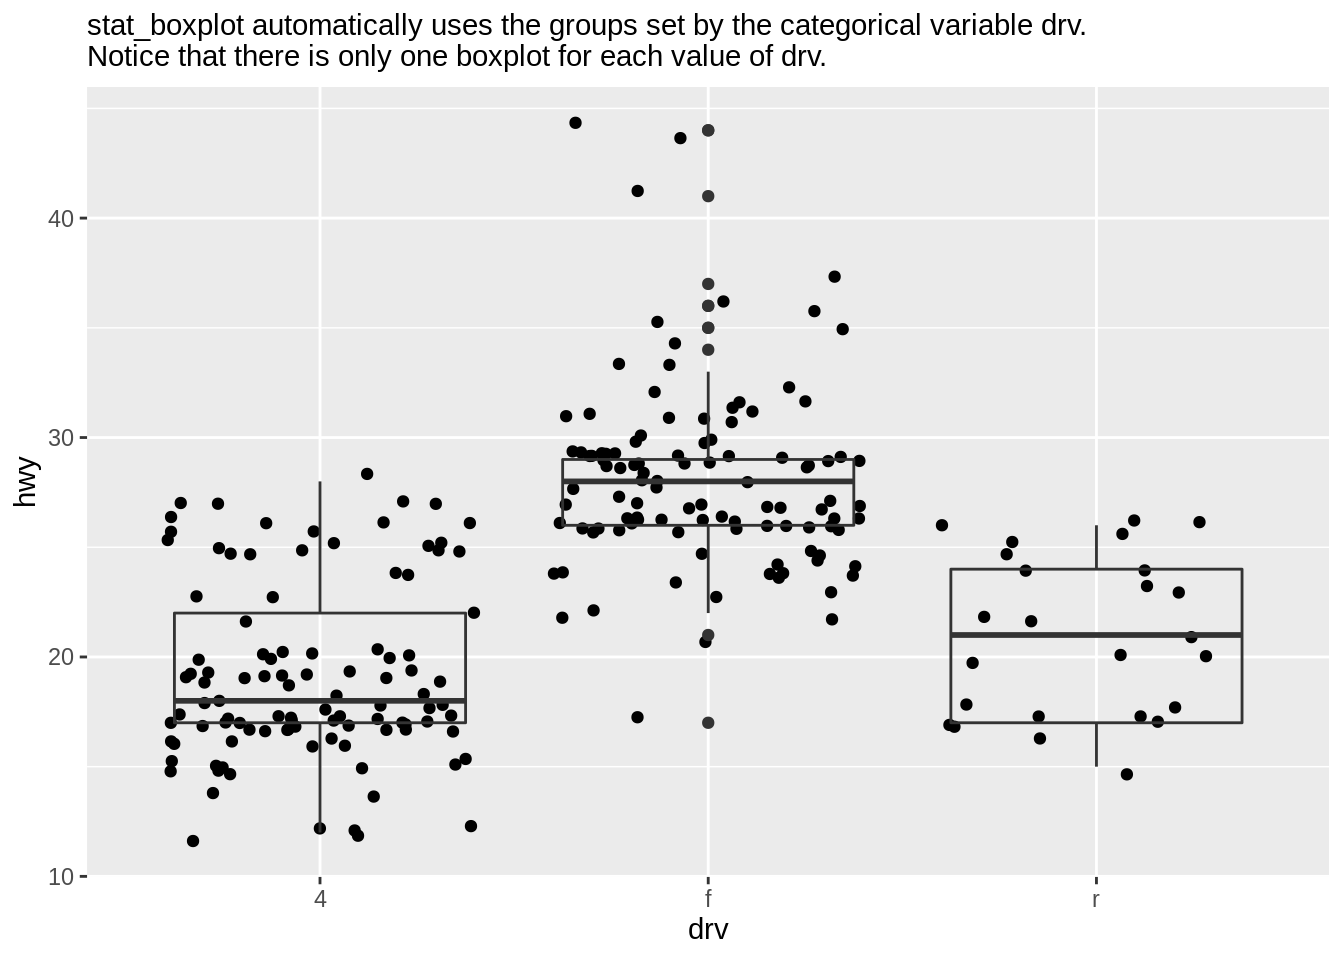 stat_boxplot automatically uses the groups set by the categorical variable drv.
Notice that there is only one boxplot for each value of drv.
40
30
20
10
hwy
4 f r
drv